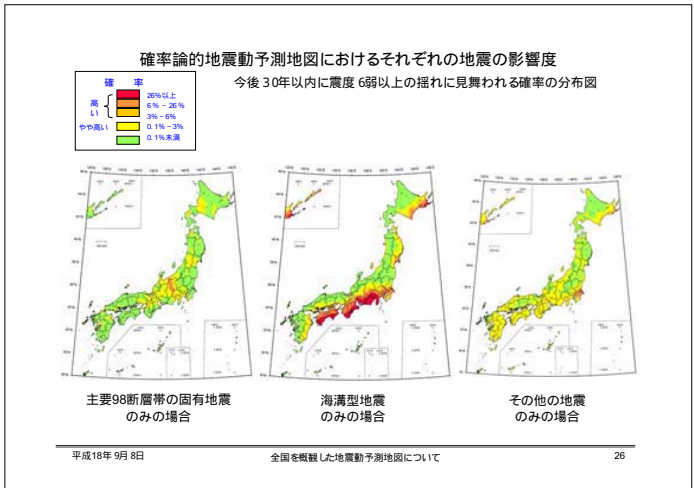 確率論的地震動予測地図におけるそれぞれの地震の影響度
今後30年以内に震度6弱以上の揺れに見舞われる確率の分布図
確 率
高い
26%以上
6%－26%
3%－6%
やや高い
0.1%－3%
0.1%未満
主要98断層帯の固有地震
のみの場合
海溝型地震
のみの場合
その他の地震
のみの場合
平成18年9月8日
全国を概観した地震動予測地図について
26